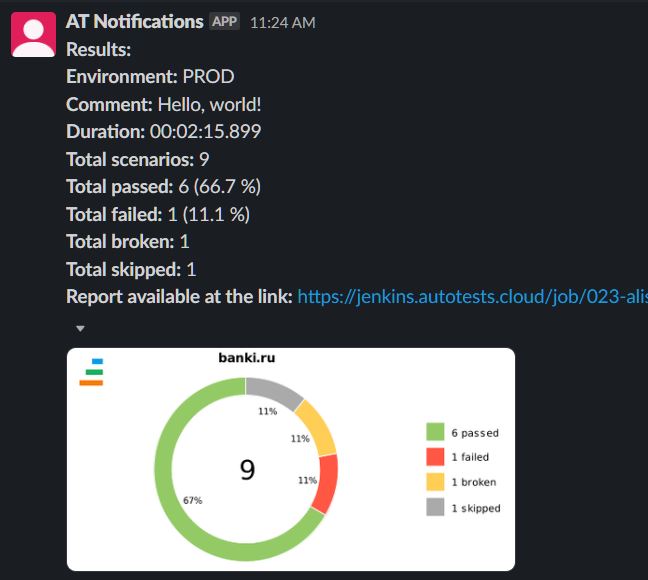 AT Notifications APP 11:24 AM
Results:
Environment: PROD
Comment: Hello, world!
Duration: 00:02:15.899
Total scenarios: 9
Total passed: 6 (66.7 %)
Total failed: 1 (11.1 %)
Total broken: 1
Total skipped: 1
Report available at the link: https://jenkins.autotests.cloud/job/023-alis
banki.ru
11%
11%
11%
67%
9
6 passed
1 failed
1 broken
1 skipped